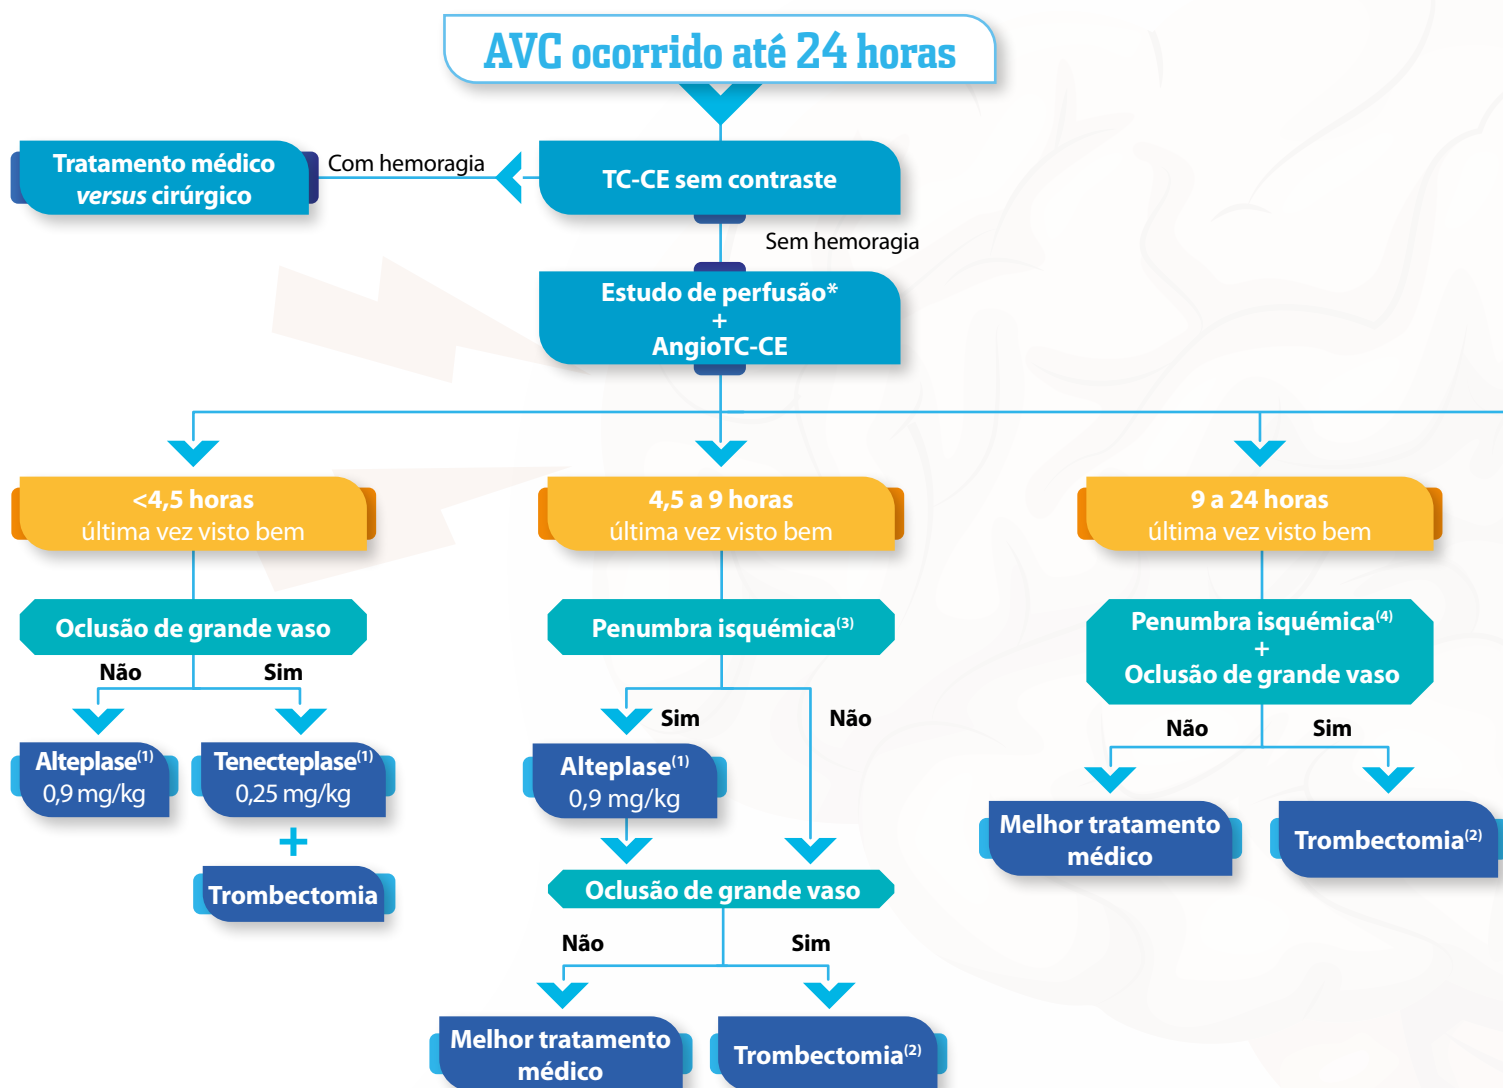 AVC ocorrido até 24 horas
Tratamento médico
versus cirúrgico
Com hemoragia
TC-CE sem contraste
Sem hemoragia
Estudo de perfusão*
+
AngioTC-CE
<4,5 horas
última vez visto bem
4,5 a 9 horas
última vez visto bem
9 a 24 horas
última vez visto bem
Oclusão de grande vaso
Penumbra isquémica(3)
Penumbra isquémica(4)
+
Oclusão de grande vaso
Não
Sim
Sim
Não
Não
Sim
Alteplase(1)
0,9 mg/kg
Tenecteplase(1)
0,25 mg/kg
+
Trombectomia
Alteplase(1)
0,9 mg/kg
Melhor tratamento
médico
Trombectomia(2)
Oclusão de grande vaso
Não
Sim
Melhor tratamento
médico
Trombectomia(2)